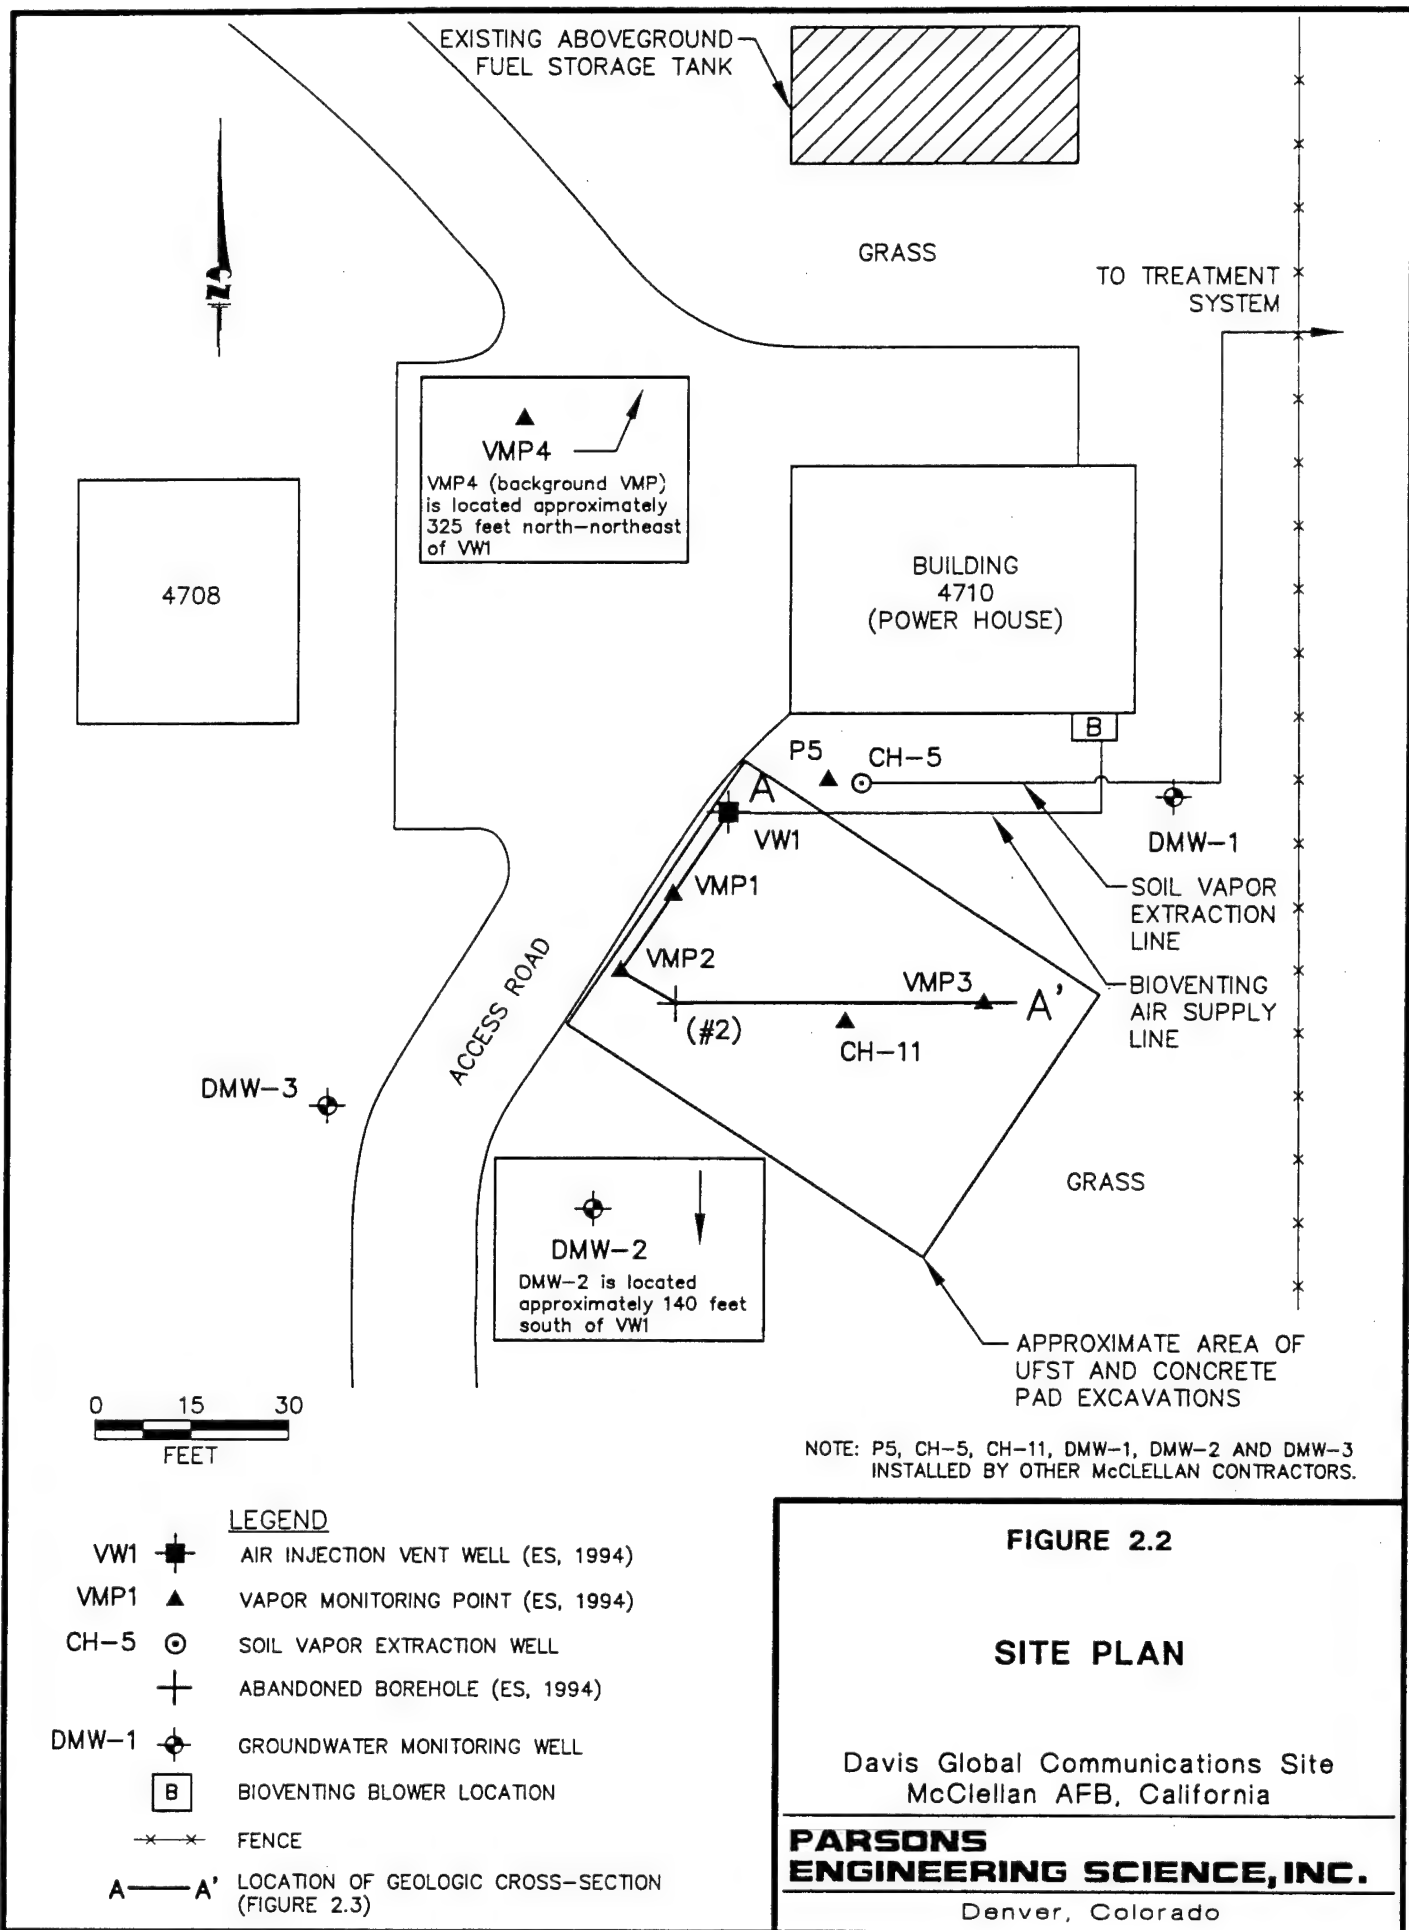 EXISTING ABOVEGROUND
FUEL STORAGE TANK
GRASS
TO TREATMENT
SYSTEM
N
VMP4
VMP4 (background VMP)
is located approximately
325 feet north-northeast
of VW1
4708
BUILDING
4710
(POWER HOUSE)
B
P5
CH-5
A
VW1
DMW-1
VMP1
SOIL VAPOR
EXTRACTION
LINE
VMP2
VMP3
A'
BIOVENTING
AIR SUPPLY
LINE
(#2)
CH-11
ACCESS ROAD
DMW-3
GRASS
DMW-2
DMW-2 is located
approximately 140 feet
south of VW1
APPROXIMATE AREA OF
UFST AND CONCRETE
PAD EXCAVATIONS
0 15 30
FEET
NOTE: P5, CH-5, CH-11, DMW-1, DMW-2 AND DMW-3
INSTALLED BY OTHER McCLELLAN CONTRACTORS.
LEGEND
VW1 AIR INJECTION VENT WELL (ES, 1994)
VMP1 VAPOR MONITORING POINT (ES, 1994)
CH-5 SOIL VAPOR EXTRACTION WELL
ABANDONED BOREHOLE (ES, 1994)
DMW-1 GROUNDWATER MONITORING WELL
B BIOVENTING BLOWER LOCATION
FENCE
A A' LOCATION OF GEOLOGIC CROSS-SECTION
(FIGURE 2.3)
FIGURE 2.2
SITE PLAN
Davis Global Communications Site
McClellan AFB, California
PARSONS
ENGINEERING SCIENCE, INC.
Denver, Colorado